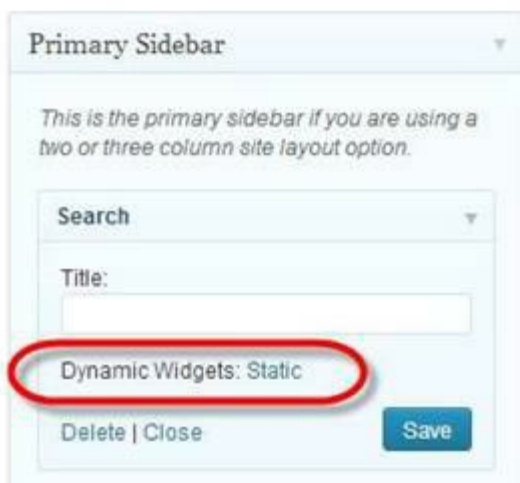 Primary Sidebar
This is the primary sidebar if you are using a
two or three column site layout option.
Search
Title:
Dynamic Widgets: Static
Delete | Close
Save